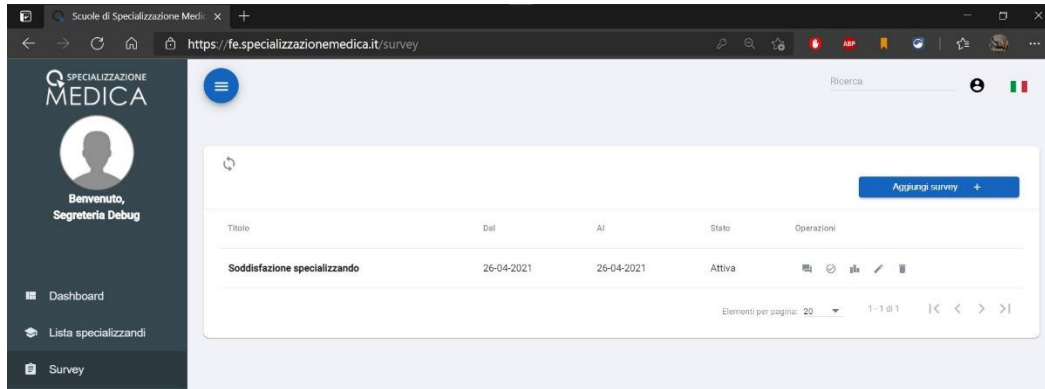 Scuole di Specializzazione Medic
https://fe.specializzazionemedica.it/survey
ABP
SPECIALIZZAZIONE
MEDICA
Ricerca
Benvenuto,
Segreteria Debug
Aggiungi survey +
Titolo Dal Al Stato Operazioni
Soddisfazione specializzando 26-04-2021 26-04-2021 Attiva
Elementi per pagina: 20 1 - 1 di 1
Dashboard
Lista specializzandi
Survey